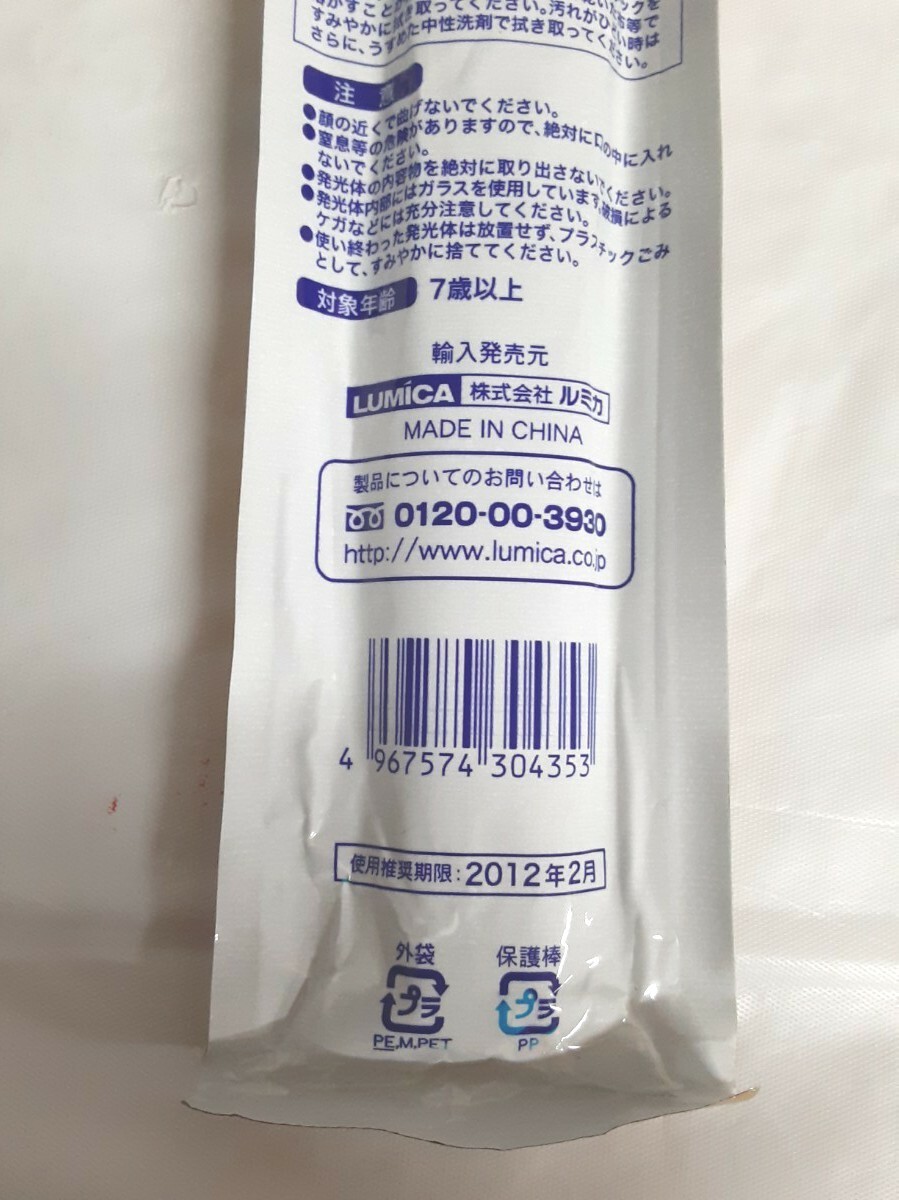 すみやかに拭き取ってください。汚れがひどい時は
さらに、うすめた中性洗剤で拭き取ってください。
注意
●顔の近くで曲げないでください。
●窒息等の危険がありますので、絶対に口の中に入れ
ないでください。
●発光体の内容物を絶対に取り出さないでください。
●発光体内部にはガラスを使用しています。破損による
ケガなどには充分注意してください。
●使い終わった発光体は放置せず、プラスチックごみ
として、すみやかに捨ててください。
対象年齢 7歳以上
輸入発売元
LUMICA 株式会社 ルミカ
MADE IN CHINA
製品についてのお問い合わせは
0120-00-3930
http://www.lumica.co.jp
4 967574 304353
使用推奨期限：2012年2月
外袋 保護棒
プラ プラ
PE,M,PET PP